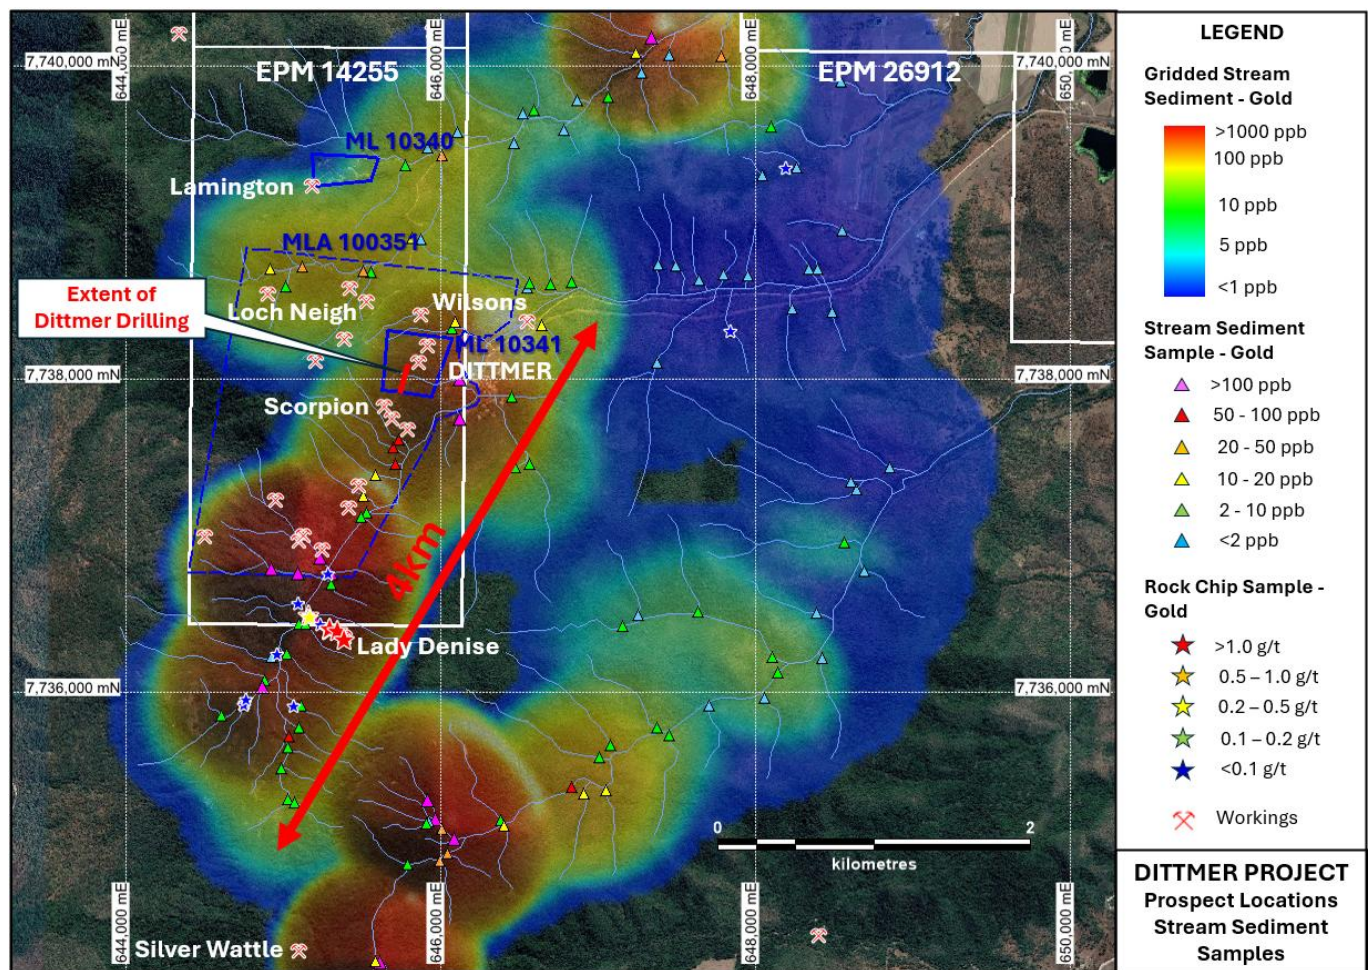 644,000 mE
646,000 mE
648,000 mE
650,000 mE
7,740,000 mN
7,740,000 mN
EPM 14255
EPM 26912
ML 10340
Lamington
MLA 100351
Extent of
Dittmer Drilling
Loch Neigh
Wilsons
ML 10341
DITTMER
7,738,000 mN
7,738,000 mN
Scorpion
4km
Lady Denise
7,736,000 mN
7,736,000 mN
0
2
kilometres
Silver Wattle
644,000 mE
646,000 mE
648,000 mE
650,000 mE
LEGEND
Gridded Stream
Sediment - Gold
>1000 ppb
100 ppb
10 ppb
5 ppb
<1 ppb
Stream Sediment
Sample - Gold
>100 ppb
50 - 100 ppb
20 - 50 ppb
10 - 20 ppb
2 - 10 ppb
<2 ppb
Rock Chip Sample -
Gold
>1.0 g/t
0.5 – 1.0 g/t
0.2 – 0.5 g/t
0.1 – 0.2 g/t
<0.1 g/t
Workings
DITTMER PROJECT
Prospect Locations
Stream Sediment
Samples